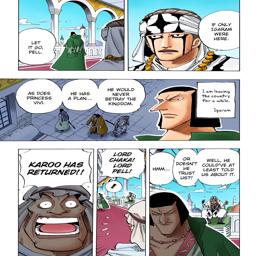 LET
IT GO,
PELL.
IF ONLY
IGARAM
WERE
HERE.
AS DOES
PRINCESS
VIVI.
HE HAS
A PLAN...
HE WOULD
NEVER
BETRAY THE
KINGDOM.
I am leaving
the country
for a while.
Igaram
KAROO HAS
RETURNED!!
LORD
CHAKA!
LORD
PELL!
HMM...
OR
DOESN'T
HE
TRUST
US?!
WELL, HE
COULD'VE AT
LEAST TOLD
US ABOUT IT.